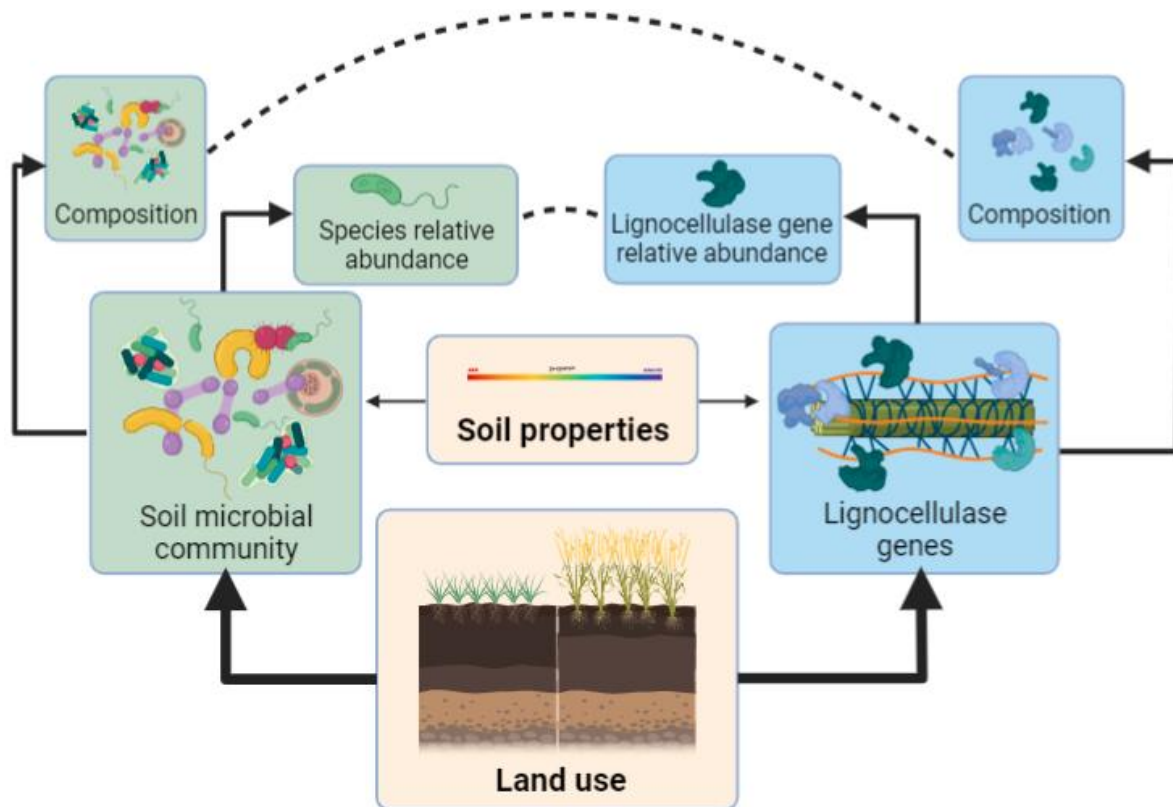 Composition
Species relative
abundance
Lignocellulase gene
relative abundance
Composition
Soil microbial
community
Soil properties
Lignocellulase
genes
Land use